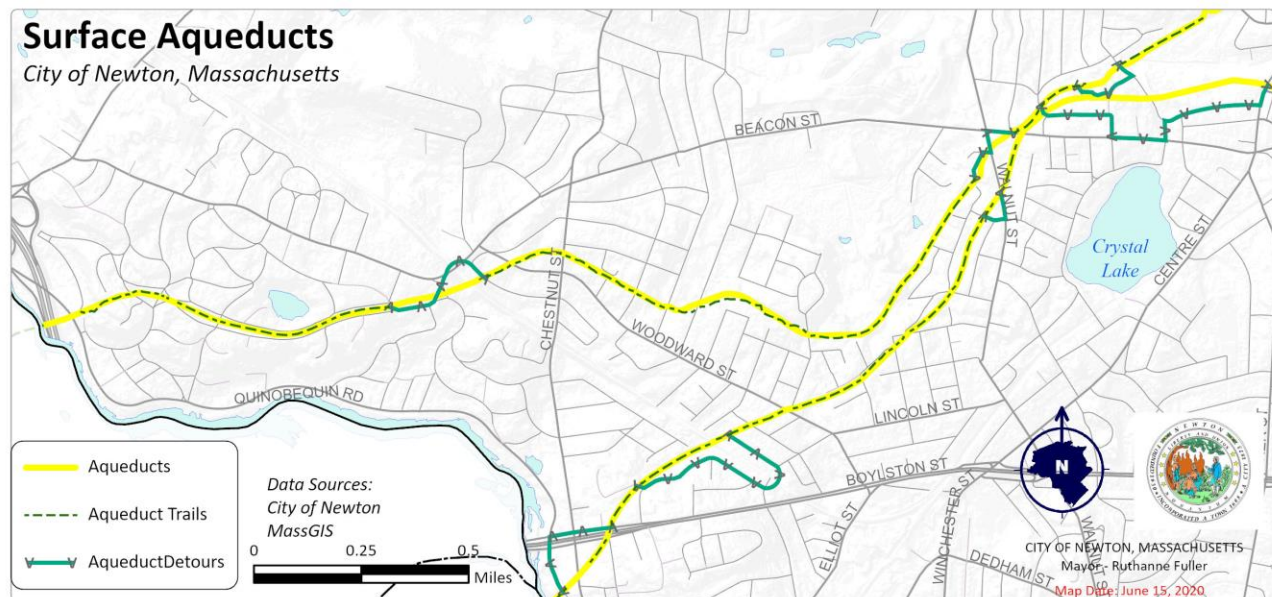 Surface Aqueducts
City of Newton, Massachusetts
BEACON ST
WALNUT ST
Crystal
Lake
CENTRE ST
CHESTNUT ST
WOODWARD ST
QUINOBEQUIN RD
LINCOLN ST
BOYLSTON ST
ELLIOT ST
WINCHESTER ST
DEDHAM ST
WALNUT ST
Aqueducts
Aqueduct Trails
AqueductDetours
Data Sources:
City of Newton
MassGIS
0 0.25 0.5
Miles
N
NEWTON
CITY OF NEWTON, MASSACHUSETTS
Mayor - Ruthanne Fuller
Map Date: June 15, 2020